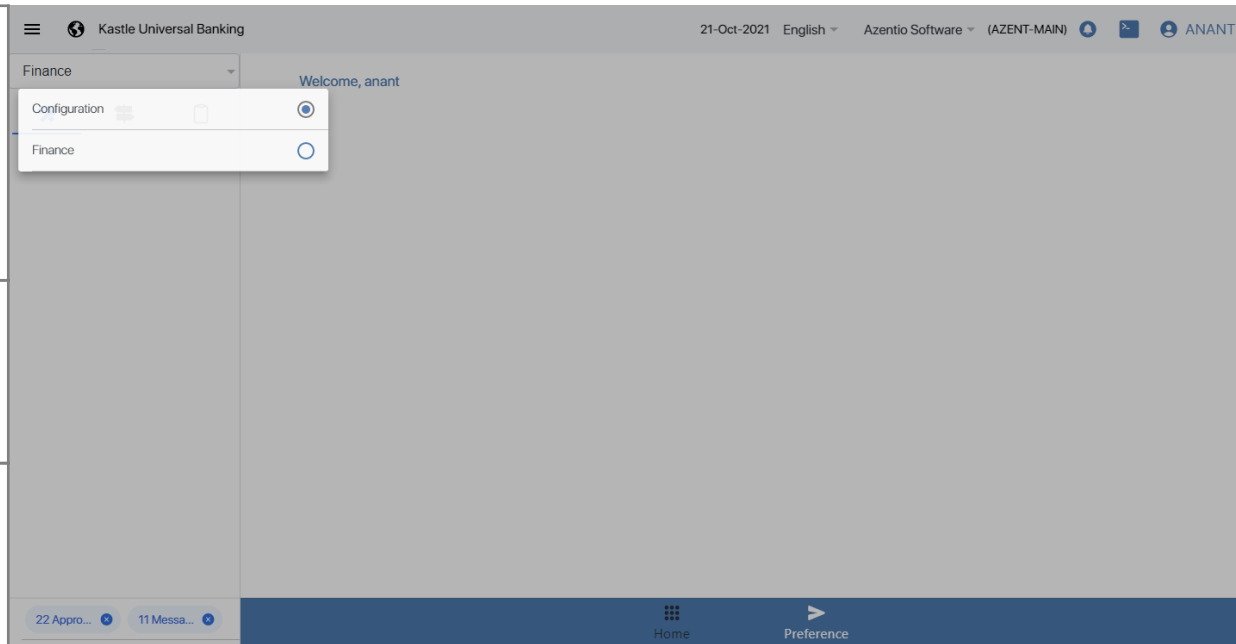 Kastle Universal Banking 21-Oct-2021 English Azentio Software (AZENT-MAIN) ANANT
Finance
Welcome, anant
Configuration
Finance
22 Appro... 11 Messa...
Home Preference